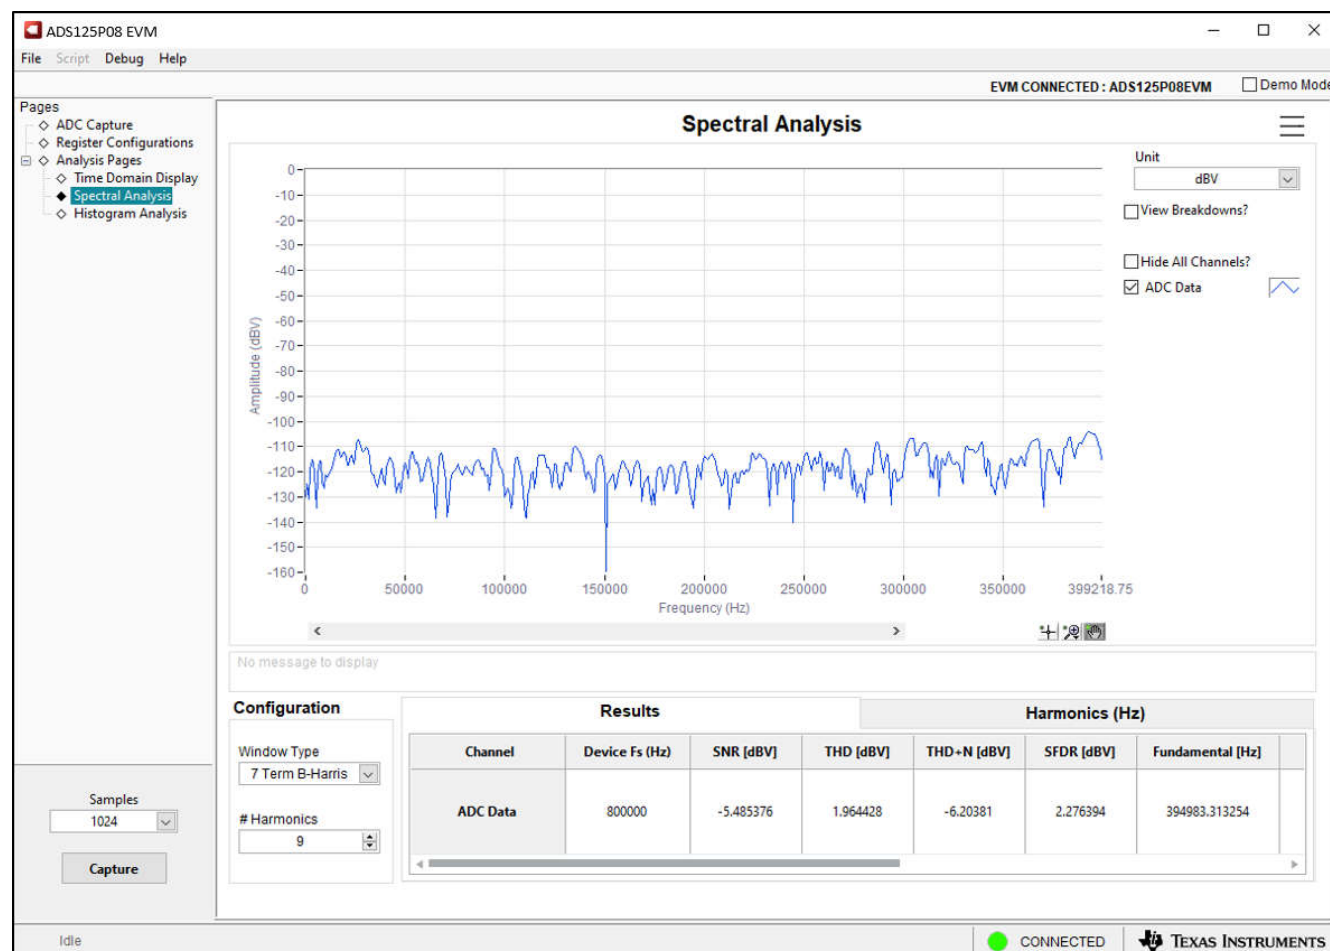 ADS125P08 EVM
File Script Debug Help
EVM CONNECTED : ADS125P08EVM Demo Mode
Pages
ADC Capture
Register Configurations
Analysis Pages
Time Domain Display
Spectral Analysis
Histogram Analysis
Samples
1024
Capture
Spectral Analysis
Amplitude (dBV)
0
-10
-20
-30
-40
-50
-60
-70
-80
-90
-100
-110
-120
-130
-140
-150
-160
0 50000 100000 150000 200000 250000 300000 350000 399218.75
Frequency (Hz)
Unit
dBV
View Breakdowns?
Hide All Channels?
ADC Data
No message to display
Configuration
Window Type
7 Term B-Harris
# Harmonics
9
Results Harmonics (Hz)
Channel Device Fs (Hz) SNR [dBV] THD [dBV] THD+N [dBV] SFDR [dBV] Fundamental [Hz]
ADC Data 800000 -5.485376 1.964428 -6.20381 2.276394 394983.313254
Idle CONNECTED TEXAS INSTRUMENTS